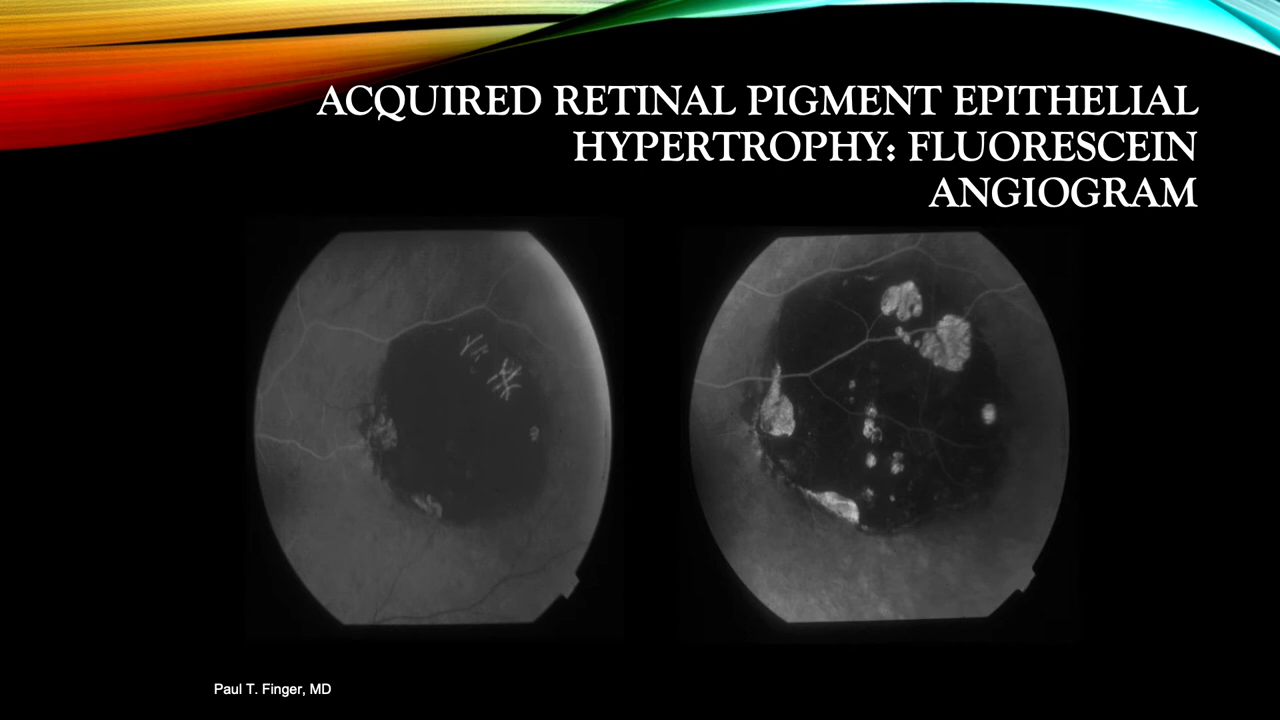 ACQUIRED RETINAL PIGMENT EPITHELIAL
HYPERTROPHY: FLUORESCEIN
ANGIOGRAM
Paul T. Finger, MD